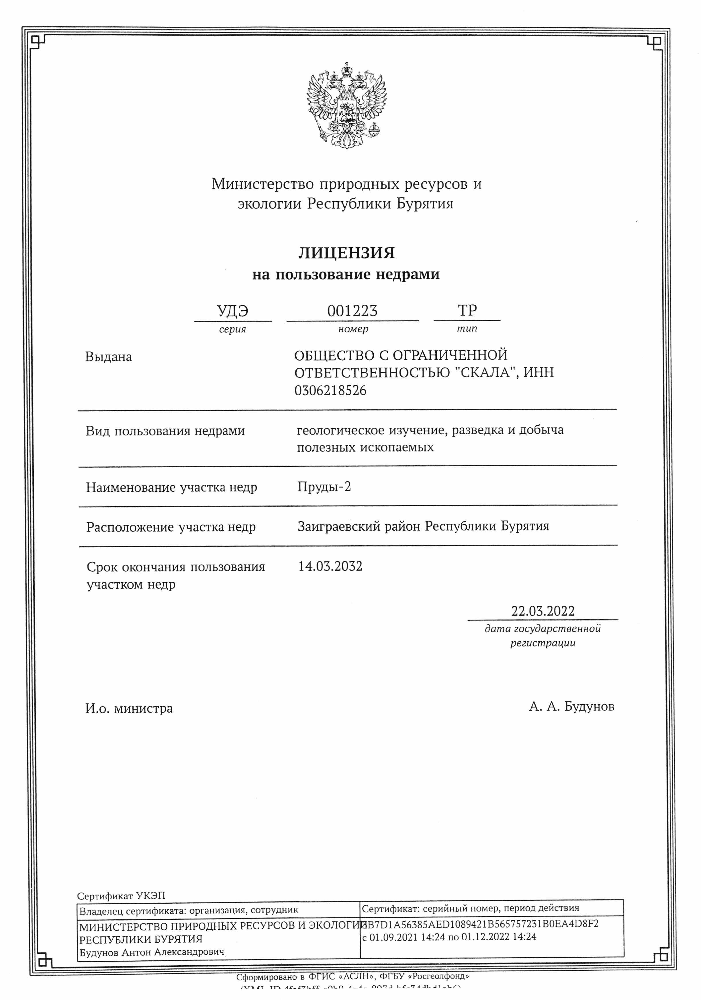 Министерство природных ресурсов и
экологии Республики Бурятия
ЛИЦЕНЗИЯ
на пользование недрами
УДЭ 001223 ТР
серия номер тип
Выдана ОБЩЕСТВО С ОГРАНИЧЕННОЙ
ОТВЕТСТВЕННОСТЬЮ "СКАЛА", ИНН
0306218526
Вид пользования недрами геологическое изучение, разведка и добыча
полезных ископаемых
Наименование участка недр Пруды-2
Расположение участка недр Заиграевский район Республики Бурятия
Срок окончания пользования 14.03.2032
участком недр
22.03.2022
дата государственной
регистрации
И.о. министра А. А. Будунов
Сертификат УКЭП
Владелец сертификата: организация, сотрудник Сертификат: серийный номер, период действия
МИНИСТЕРСТВО ПРИРОДНЫХ РЕСУРСОВ И ЭКОЛОГИИ
РЕСПУБЛИКИ БУРЯТИЯ
Будунов Антон Александрович
с 01.09.2021 14:24 по 01.12.2022 14:24
Сформировано в ФГИС «АСЛН», ФГБУ «Росгеолфонд»